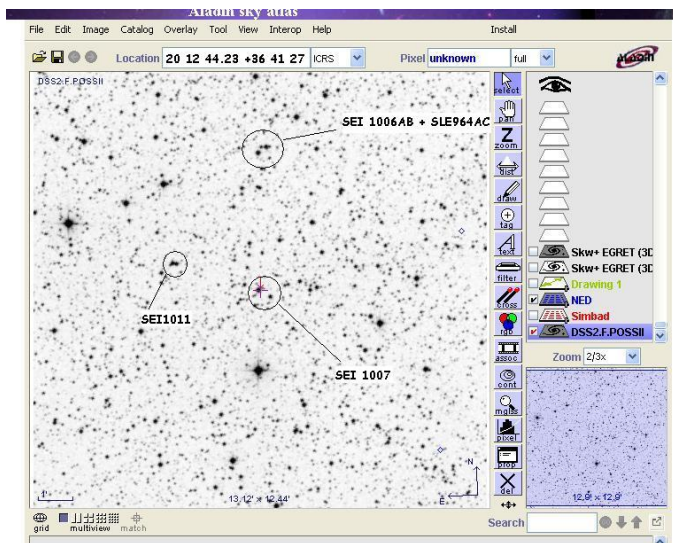 Aladin sky atlas
File Edit Image Catalog Overlay Tool View Interop Help Install
Location 20 12 44.23 +36 41 27 ICRS Pixel unknown full Aladin
DSS2.F.POSSII
SEI 1006AB + SLE964AC
SEI1011
SEI 1007
1'
13.12' x 12.44'
N
E
select
pan
zoom
dist
draw
tag
text
filter
cross
rgb
assoc
cont
mglss
pixel
prop
del
Skw+ EGRET (3D
Skw+ EGRET (3D
Drawing 1
NED
Simbad
DSS2.F.POSSII
Zoom 2/3x
12.9' x 12.9'
grid multiview match
Search